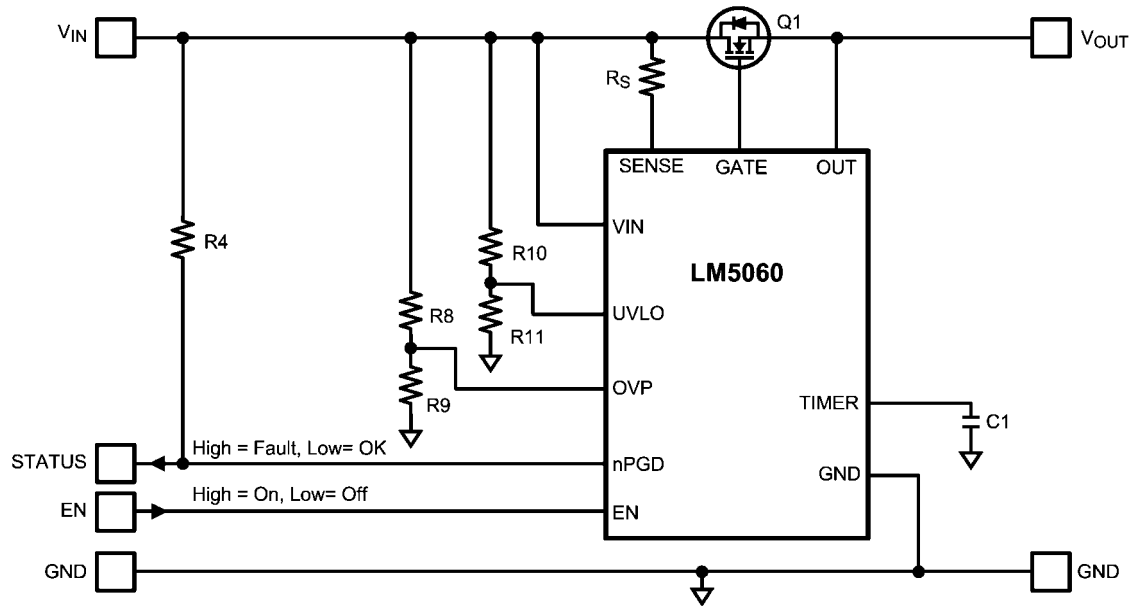 VIN
Q1
VOUT
RS
SENSE
GATE
OUT
VIN
R4
R10
LM5060
R8
R11
UVLO
R9
OVP
TIMER
C1
STATUS
High = Fault, Low= OK
nPGD
GND
EN
High = On, Low= Off
EN
GND
GND